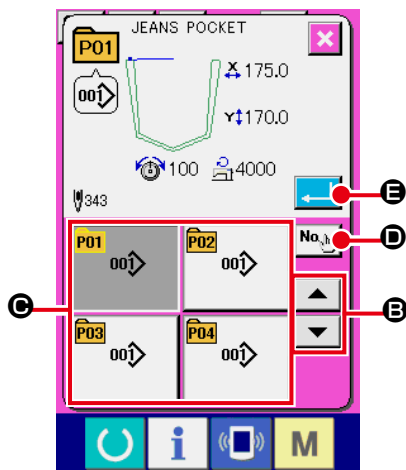 JEANS POCKET
P01
X 175.0
001
Y 170.0
100 4000
E
343
No.
D
P01 P02
001 001
C
B
P03 P04
001 001
i M